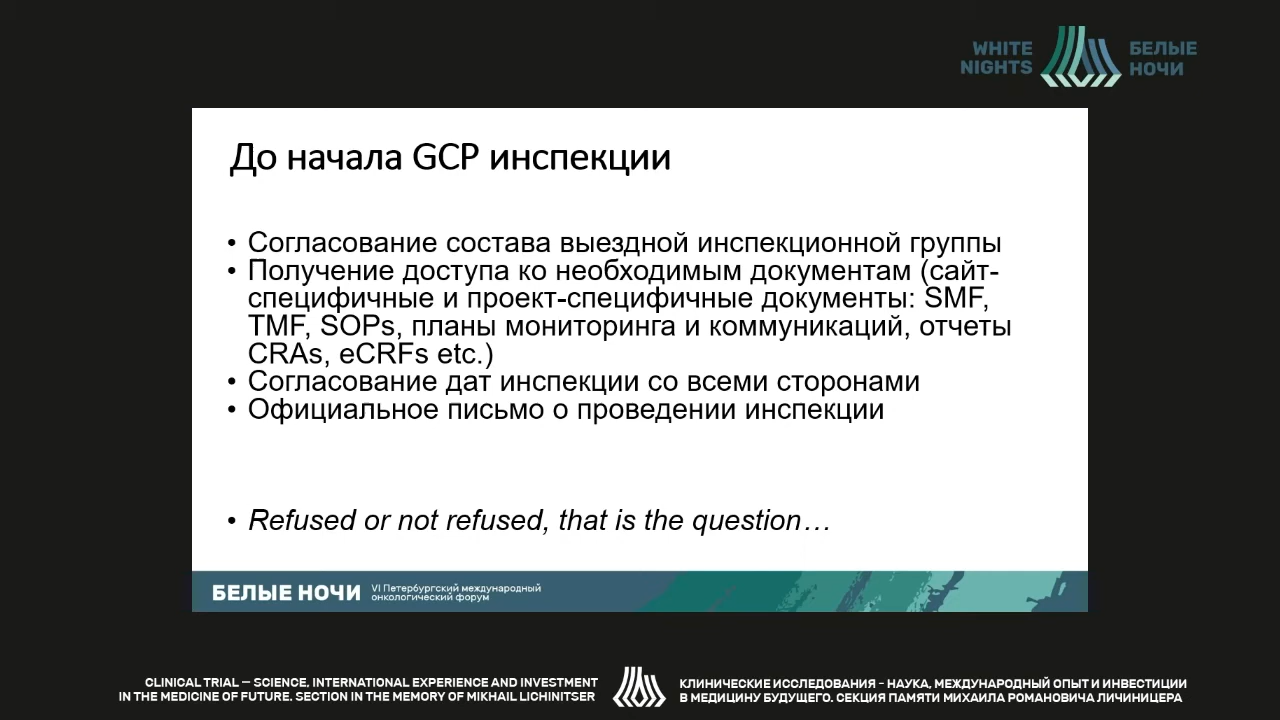 WHITE
NIGHTS
БЕЛЫЕ
НОЧИ
До начала GCP инспекции
• Согласование состава выездной инспекционной группы
• Получение доступа ко необходимым документам (сайт-
специфичные и проект-специфичные документы: SMF,
TMF, SOPs, планы мониторинга и коммуникаций, отчеты
CRAs, eCRFs etc.)
• Согласование дат инспекции со всеми сторонами
• Официальное письмо о проведении инспекции
• Refused or not refused, that is the question…
БЕЛЫЕ НОЧИ
VI Петербургский международный
онкологический форум
CLINICAL TRIAL – SCIENCE, INTERNATIONAL EXPERIENCE AND INVESTMENT
IN THE MEDICINE OF FUTURE. SECTION IN THE MEMORY OF MIKHAIL LICHINITSER
КЛИНИЧЕСКИЕ ИССЛЕДОВАНИЯ - НАУКА, МЕЖДУНАРОДНЫЙ ОПЫТ И ИНВЕСТИЦИИ
В МЕДИЦИНУ БУДУЩЕГО. СЕКЦИЯ ПАМЯТИ МИХАИЛА РОМАНОВИЧА ЛИЧИНИЦЕРА